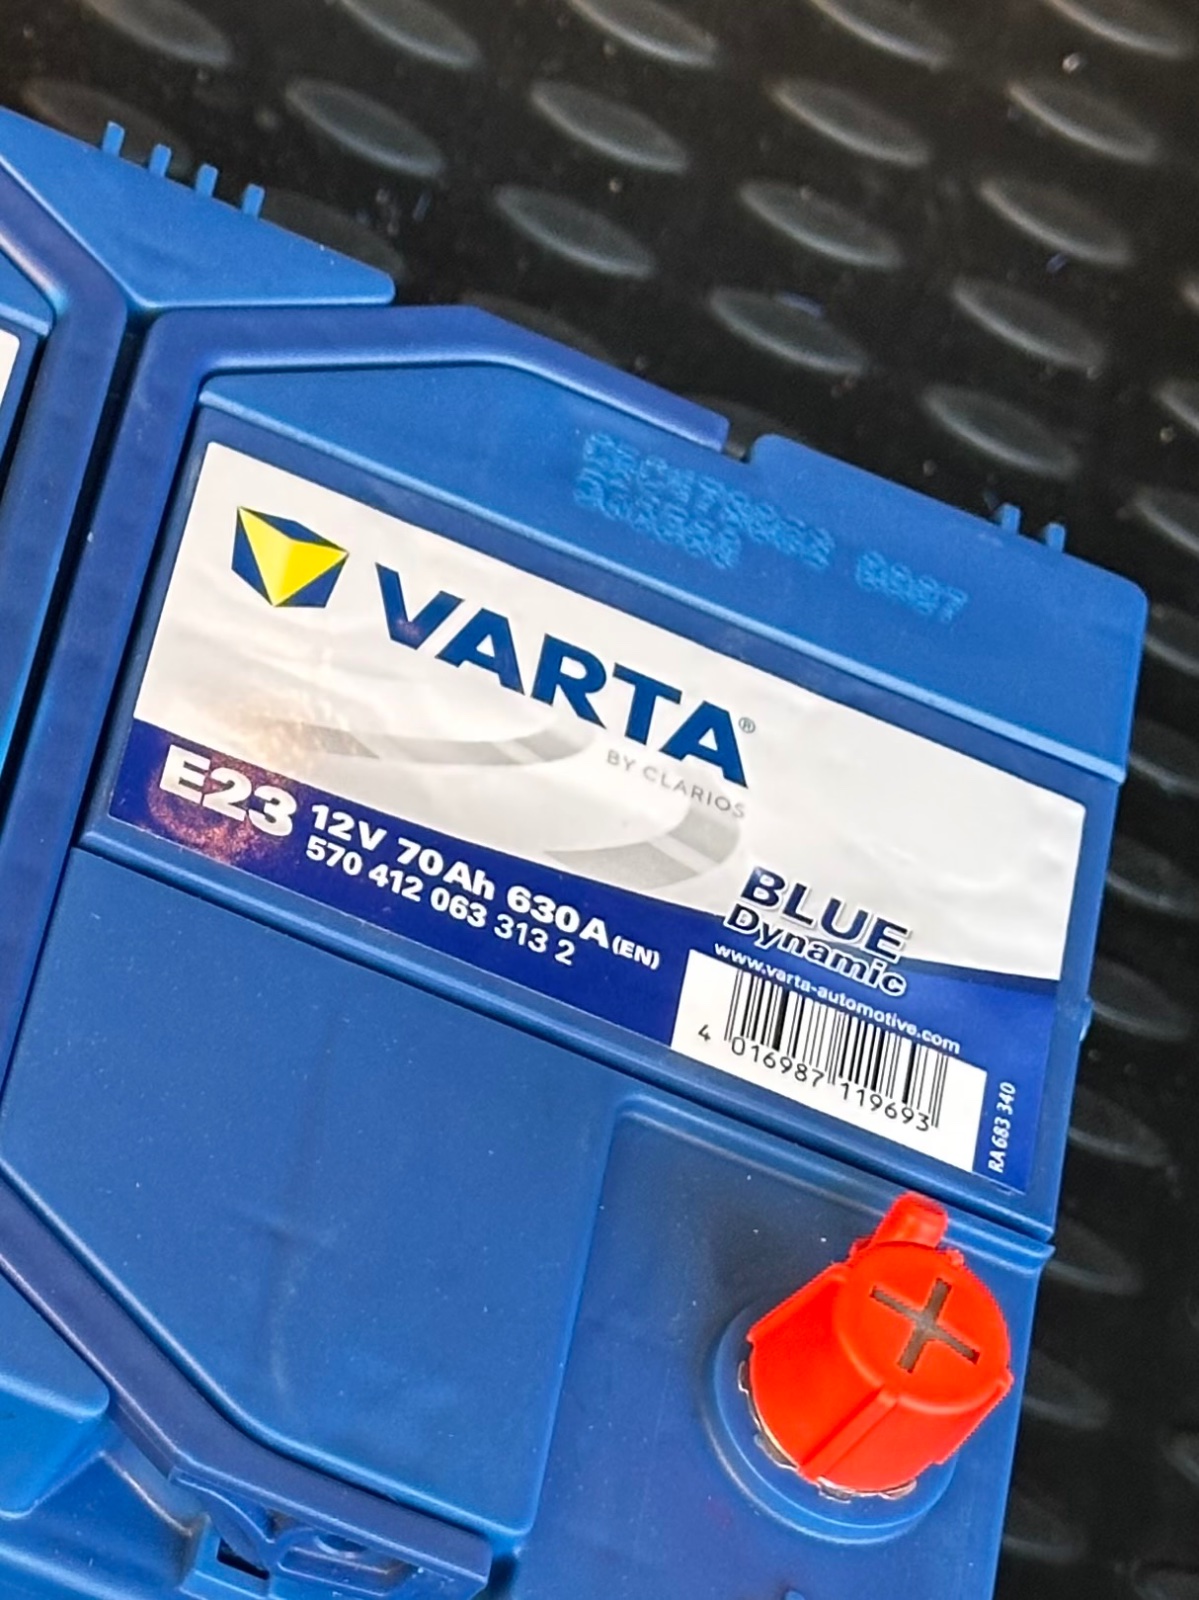 VARTA®
BY CLARIOS
E23
12V 70Ah 630A (EN)
570 412 063 313 2
BLUE
Dynamic
www.varta-automotive.com
4 016987 119693
RA 683 340